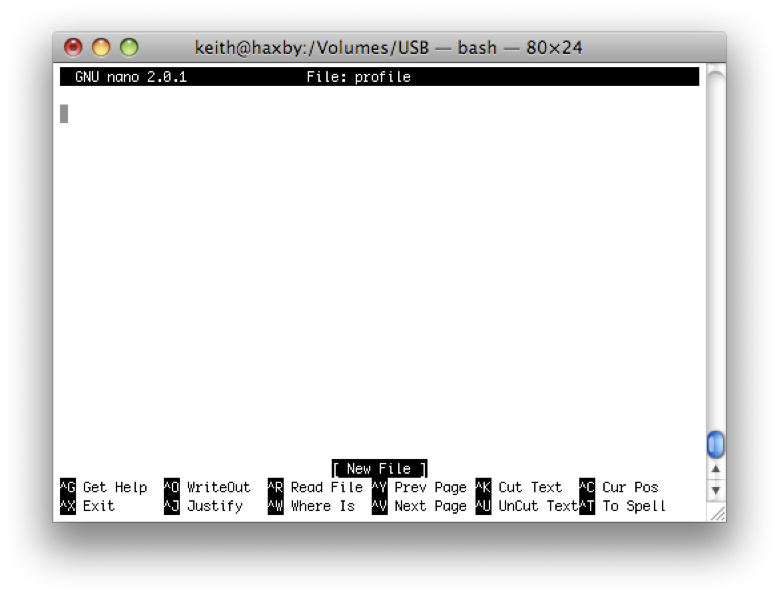 keith@haxby:/Volumes/USB — bash — 80×24
GNU nano 2.0.1 File: profile
[ New File ]
^G Get Help ^O WriteOut ^R Read File ^Y Prev Page ^K Cut Text ^C Cur Pos
^X Exit ^J Justify ^W Where Is ^V Next Page ^U UnCut Text^T To Spell